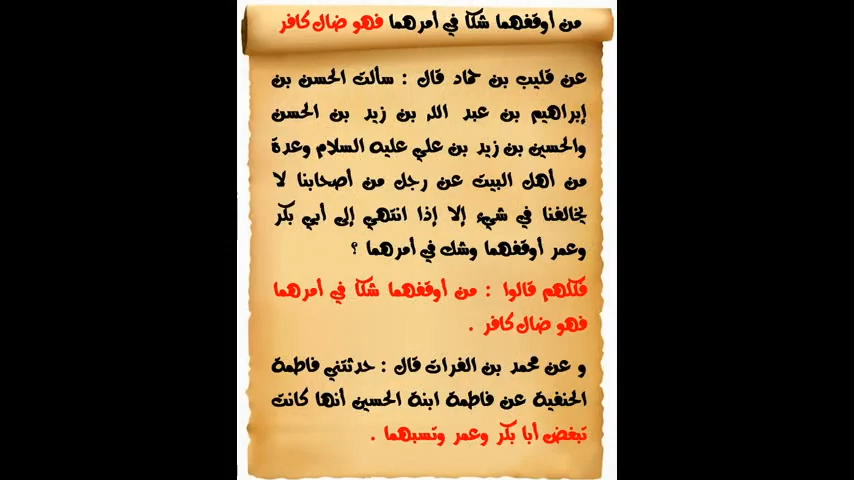 من أوقفهما شكا في أمرهما فهو ضال كافر
عن قليب بن حماد قال : سألت الحسن بن
إبراهيم بن عبد الله بن زيد بن الحسن
والحسين بن زيد بن علي عليه السلام وعدة
من أهل البيت عن رجل من أصحابنا لا
يخالفنا في شيء إلا إذا انتهي إلى أبي بكر
وعمر أوقفهما وشك في أمرهما ؟
فكلهم قالوا : من أوقفهما شكا في أمرهما
فهو ضال كافر .
و عن محمد بن الفرات قال : حدثتني فاطمة
الحنفية عن فاطمة ابنة الحسين أنها كانت
تبغض أبا بكر وعمر وتسبهما .